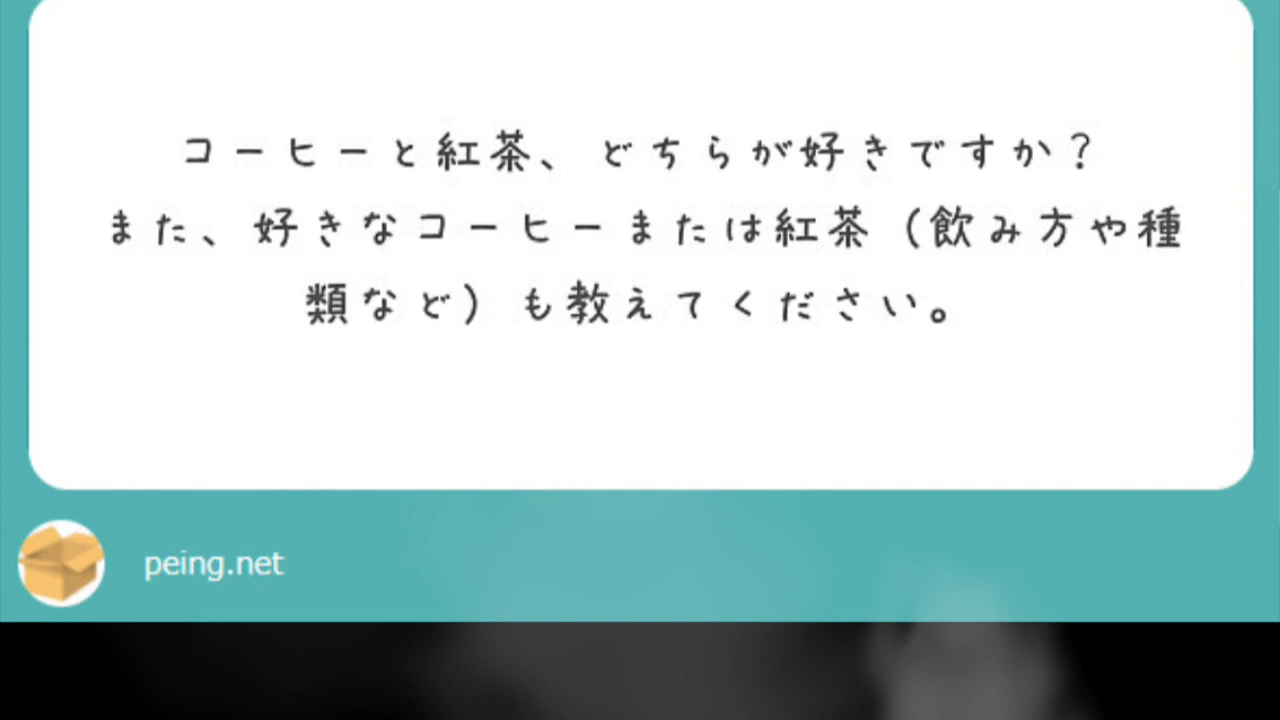 コーヒーと紅茶、どちらが好きですか？
また、好きなコーヒーまたは紅茶（飲み方や種
類など）も教えてください。
peing.net